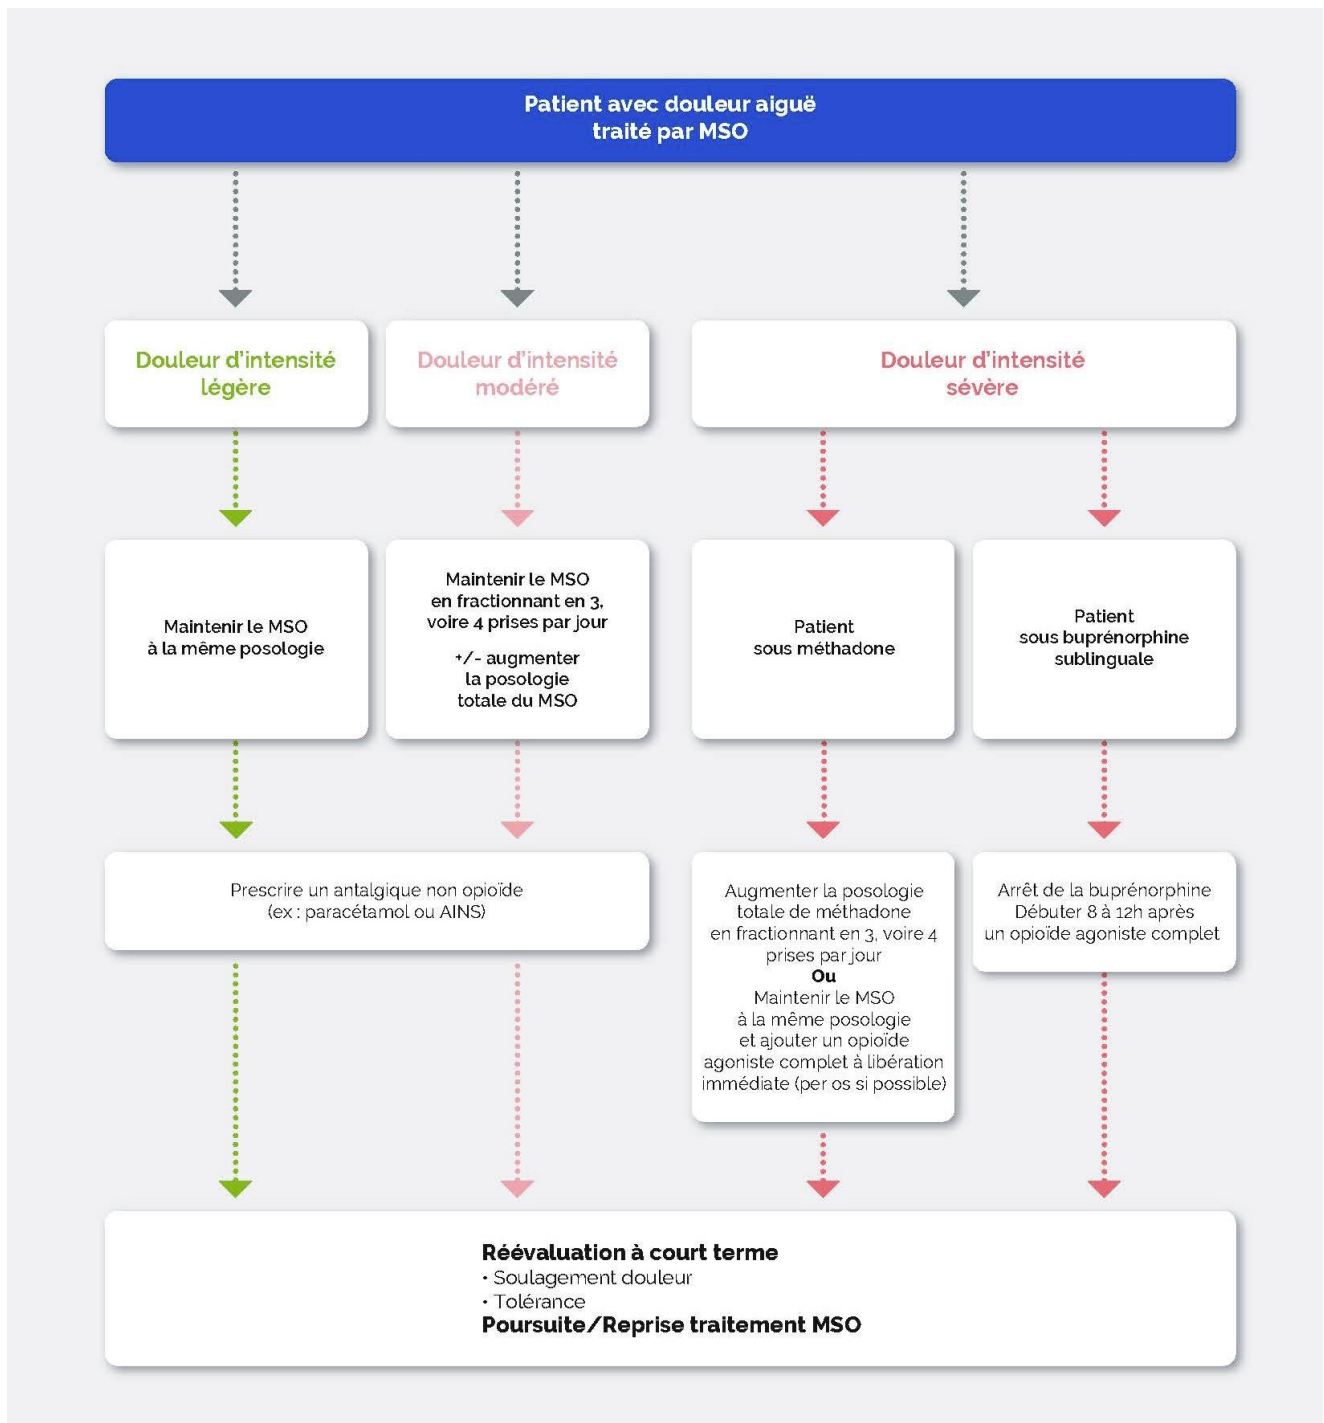 Patient avec douleur aiguë
traité par MSO
Douleur d'intensité
légère
Douleur d'intensité
modéré
Douleur d'intensité
sévère
Maintenir le MSO
à la même posologie
Maintenir le MSO
en fractionnant en 3,
voire 4 prises par jour
+/- augmenter
la posologie
totale du MSO
Patient
sous méthadone
Patient
sous buprénorphine
sublinguale
Prescrire un antalgique non opioïde
(ex : paracétamol ou AINS)
Augmenter la posologie
totale de méthadone
en fractionnant en 3, voire 4
prises par jour
Ou
Maintenir le MSO
à la même posologie
et ajouter un opioïde
agoniste complet à libération
immédiate (per os si possible)
Arrêt de la buprénorphine
Débuter 8 à 12h après
un opioïde agoniste complet
Réévaluation à court terme
• Soulagement douleur
• Tolérance
Poursuite/Reprise traitement MSO